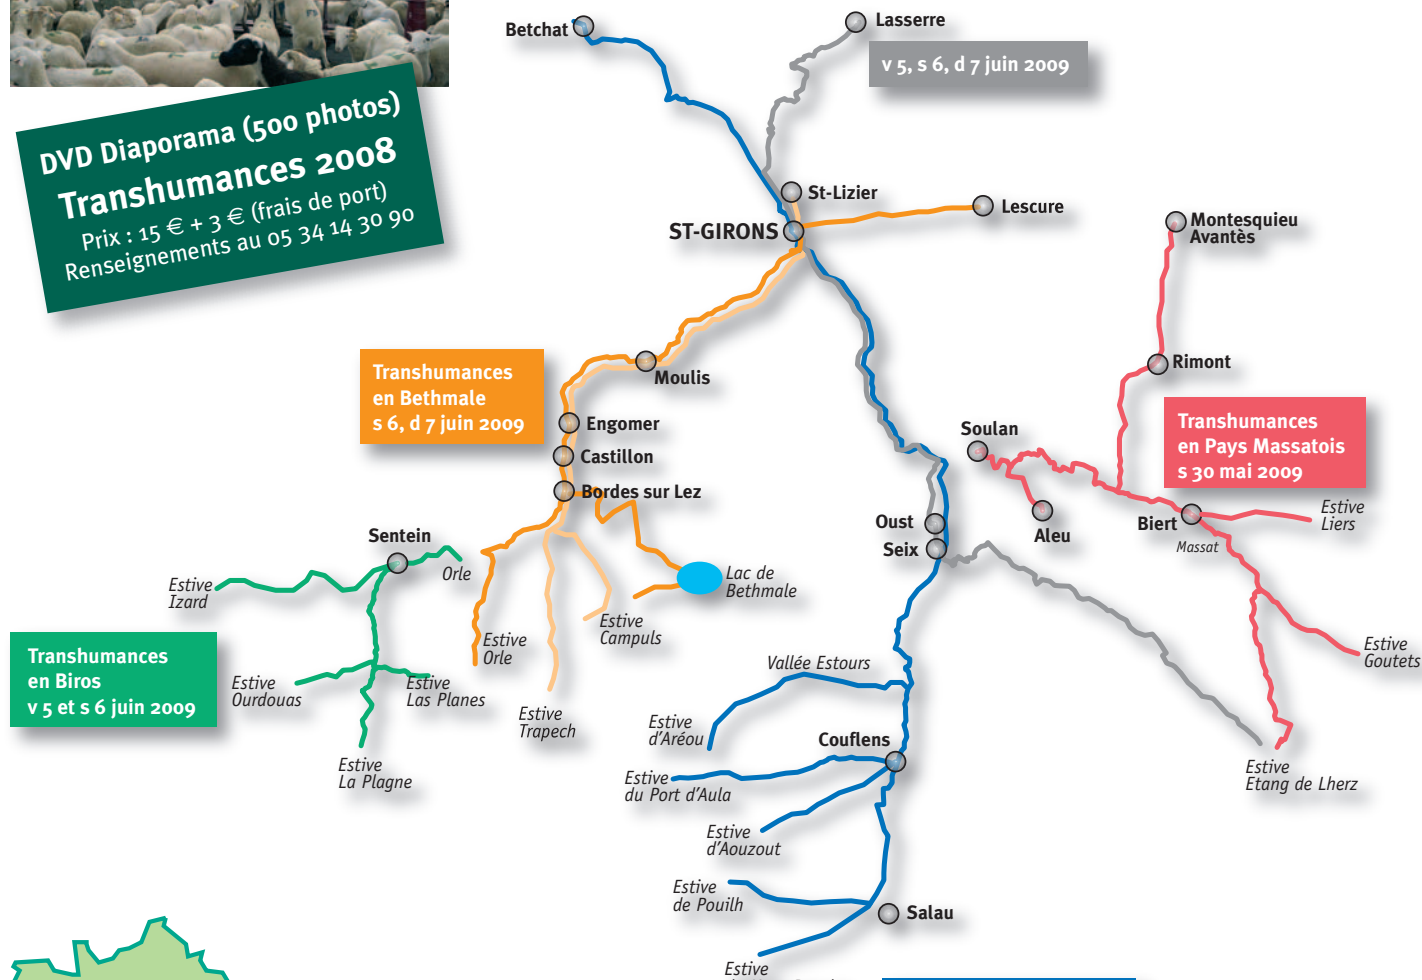 Betchat
Lasserre
v 5, s 6, d 7 juin 2009
DVD Diaporama (500 photos)
Transhumances 2008
Prix : 15 € + 3 € (frais de port)
Renseignements au 05 34 14 30 90
St-Lizier
Lescure
ST-GIRONS
Montesquieu
Avantès
Rimont
Transhumances
en Bethmale
s 6, d 7 juin 2009
Moulis
Engomer
Castillon
Bordes sur Lez
Transhumances
en Pays Massatois
s 30 mai 2009
Soulan
Aleu
Biert
Massat
Estive
Liers
Oust
Seix
Sentein
Orle
Estive
Izard
Lac de
Bethmale
Estive
Campuls
Estive
Orle
Transhumances
en Biros
v 5 et s 6 juin 2009
Estive
Ourdouas
Estive
Las Planes
Estive
Trapech
Estive
La Plagne
Vallée Estours
Estive
d'Aréou
Estive
Goutets
Couflens
Estive
du Port d'Aula
Estive
Etang de Lherz
Estive
d'Aouzout
Estive
de Pouilh
Salau
Estive